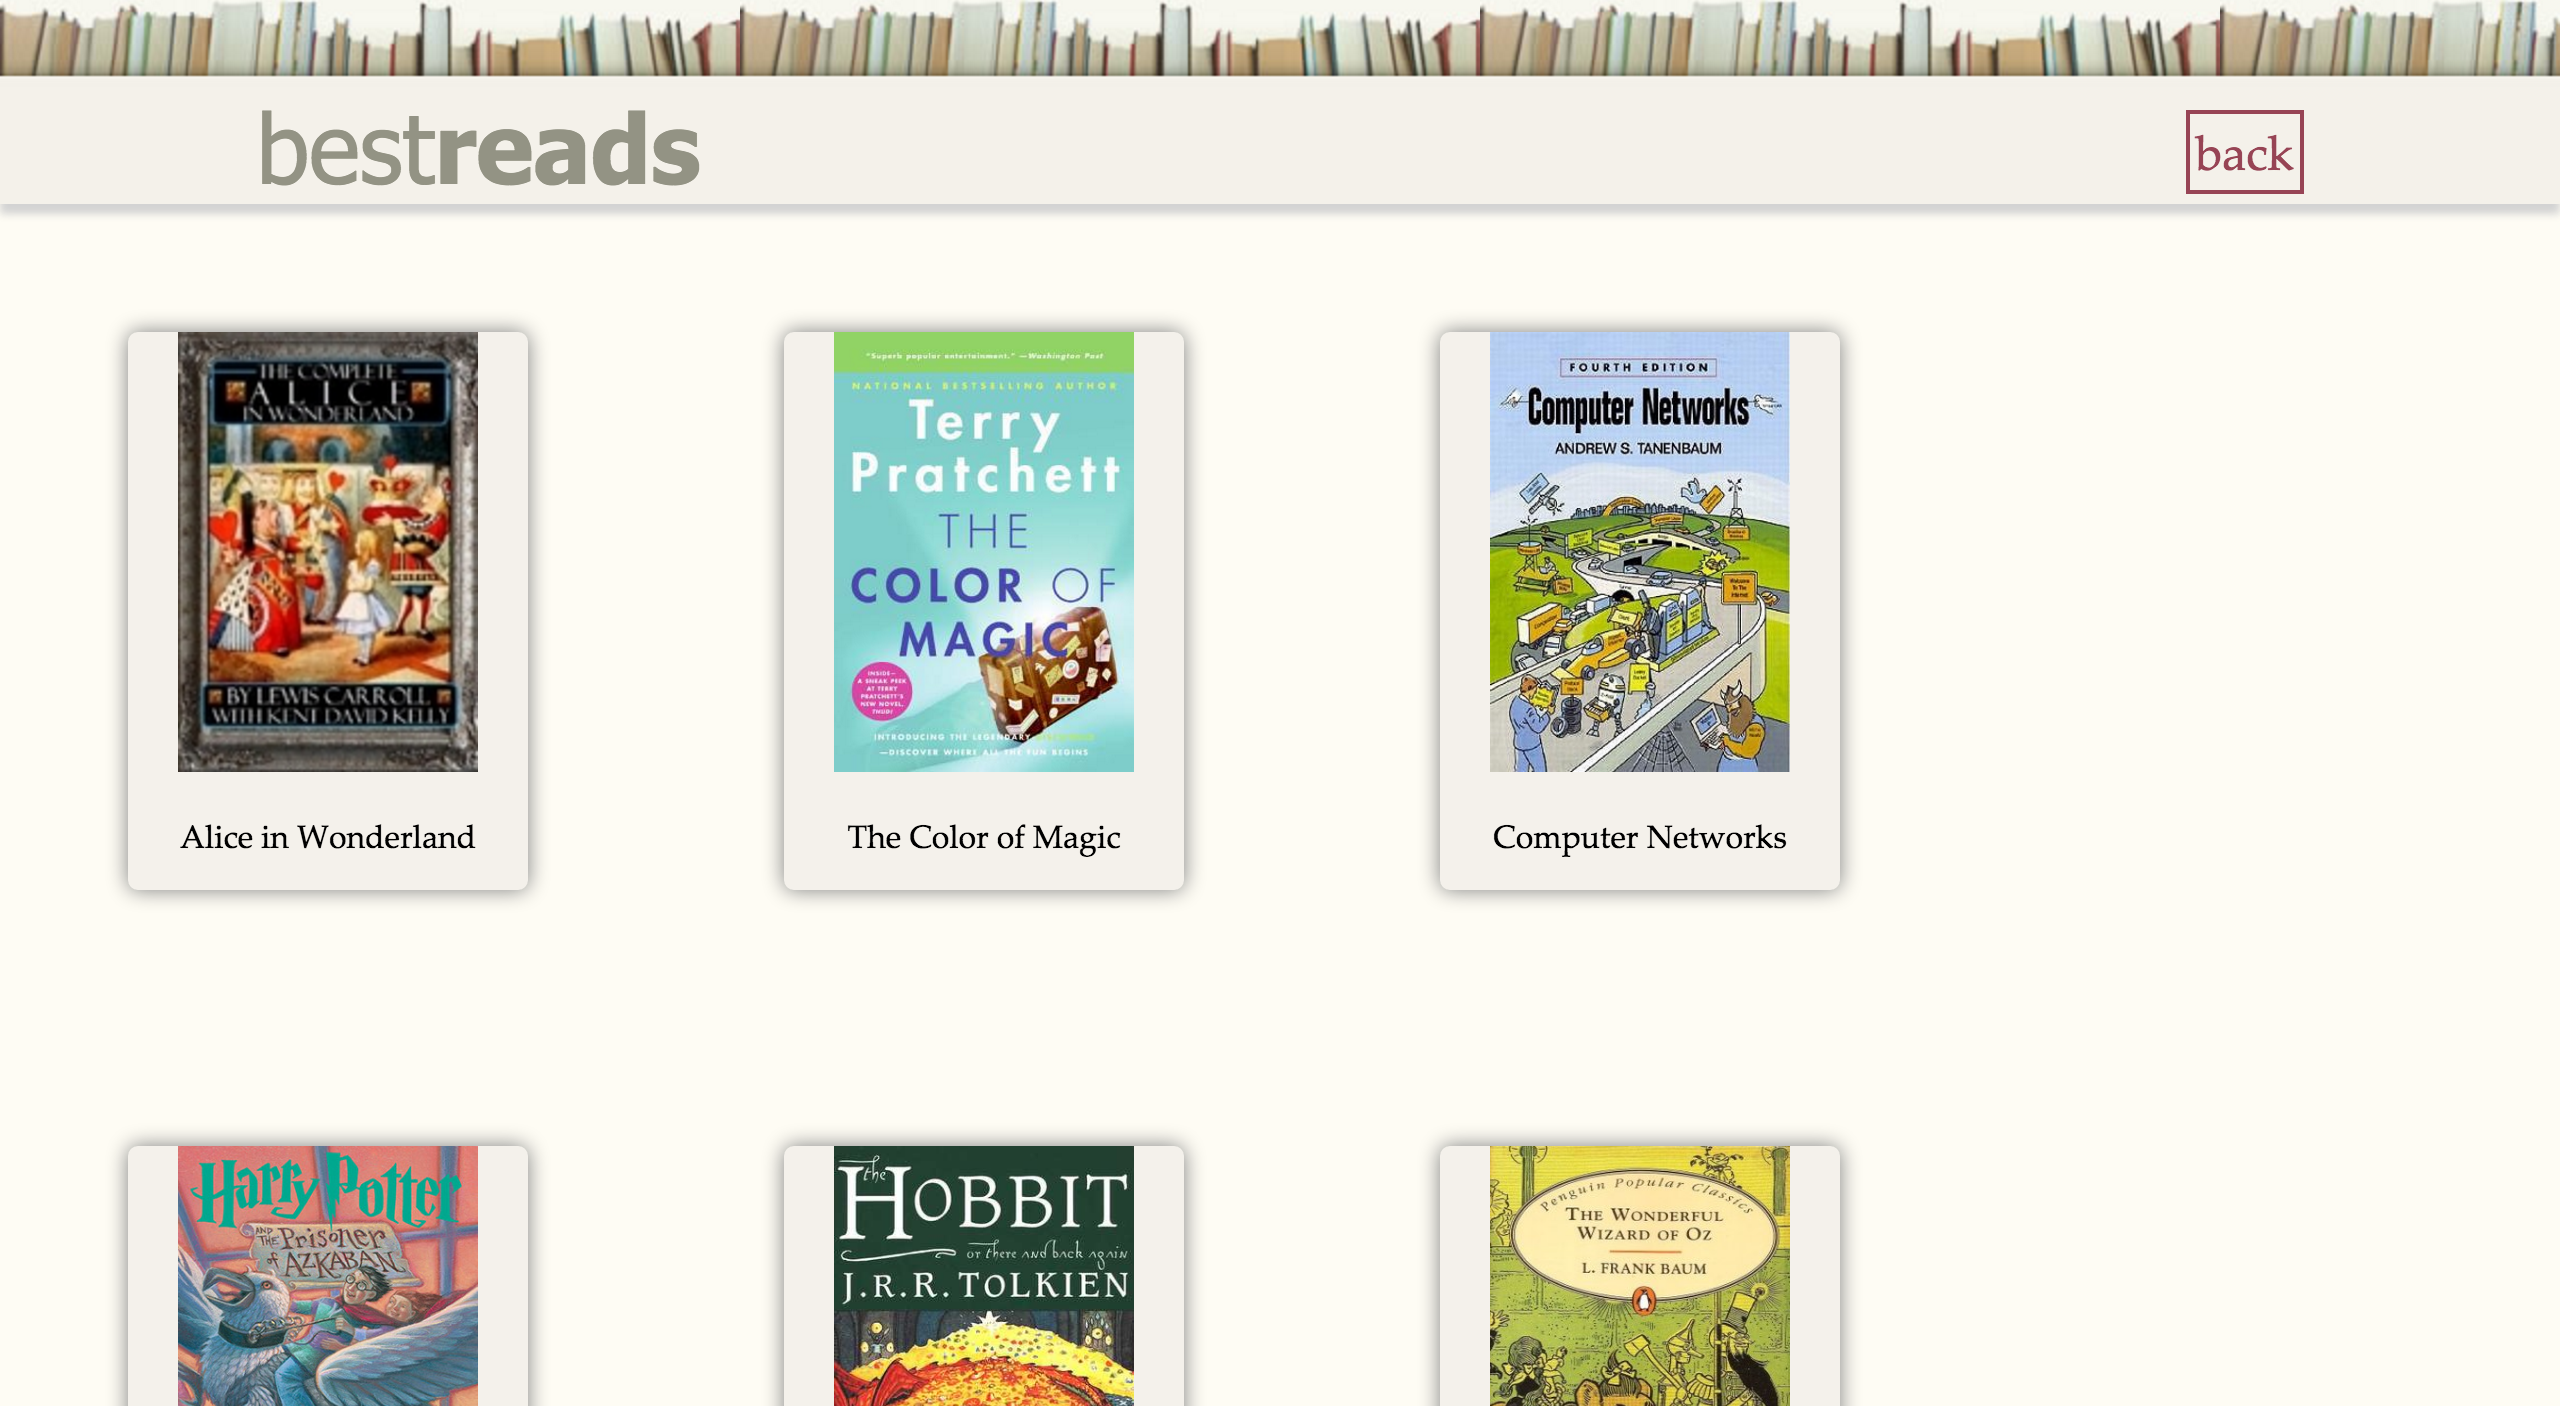 bestreads
back
THE COMPLETE
ALICE
IN WONDERLAND
BY LEWIS CARROLL
WITH KENT DAVID KELLY
Alice in Wonderland
"Superb popular entertainment." —Washington Post
NATIONAL BESTSELLING AUTHOR
Terry
Pratchett
THE
COLOR OF
MAGIC
INSIDE—
A SNEAK PEEK
AT TERRY
PRATCHETT'S
NEW NOVEL,
THUD!
INTRODUCING THE LEGENDARY
—DISCOVER WHERE ALL THE FUN BEGINS
The Color of Magic
FOURTH EDITION
Computer Networks
ANDREW S. TANENBAUM
Welcome
To The
Internet
Computer Networks
Harry Potter
AND THE Prisoner
of AZKABAN
the
HOBBIT
or there and back again
J.R.R. TOLKIEN
Penguin Popular Classics
THE WONDERFUL
WIZARD OF OZ
L. FRANK BAUM